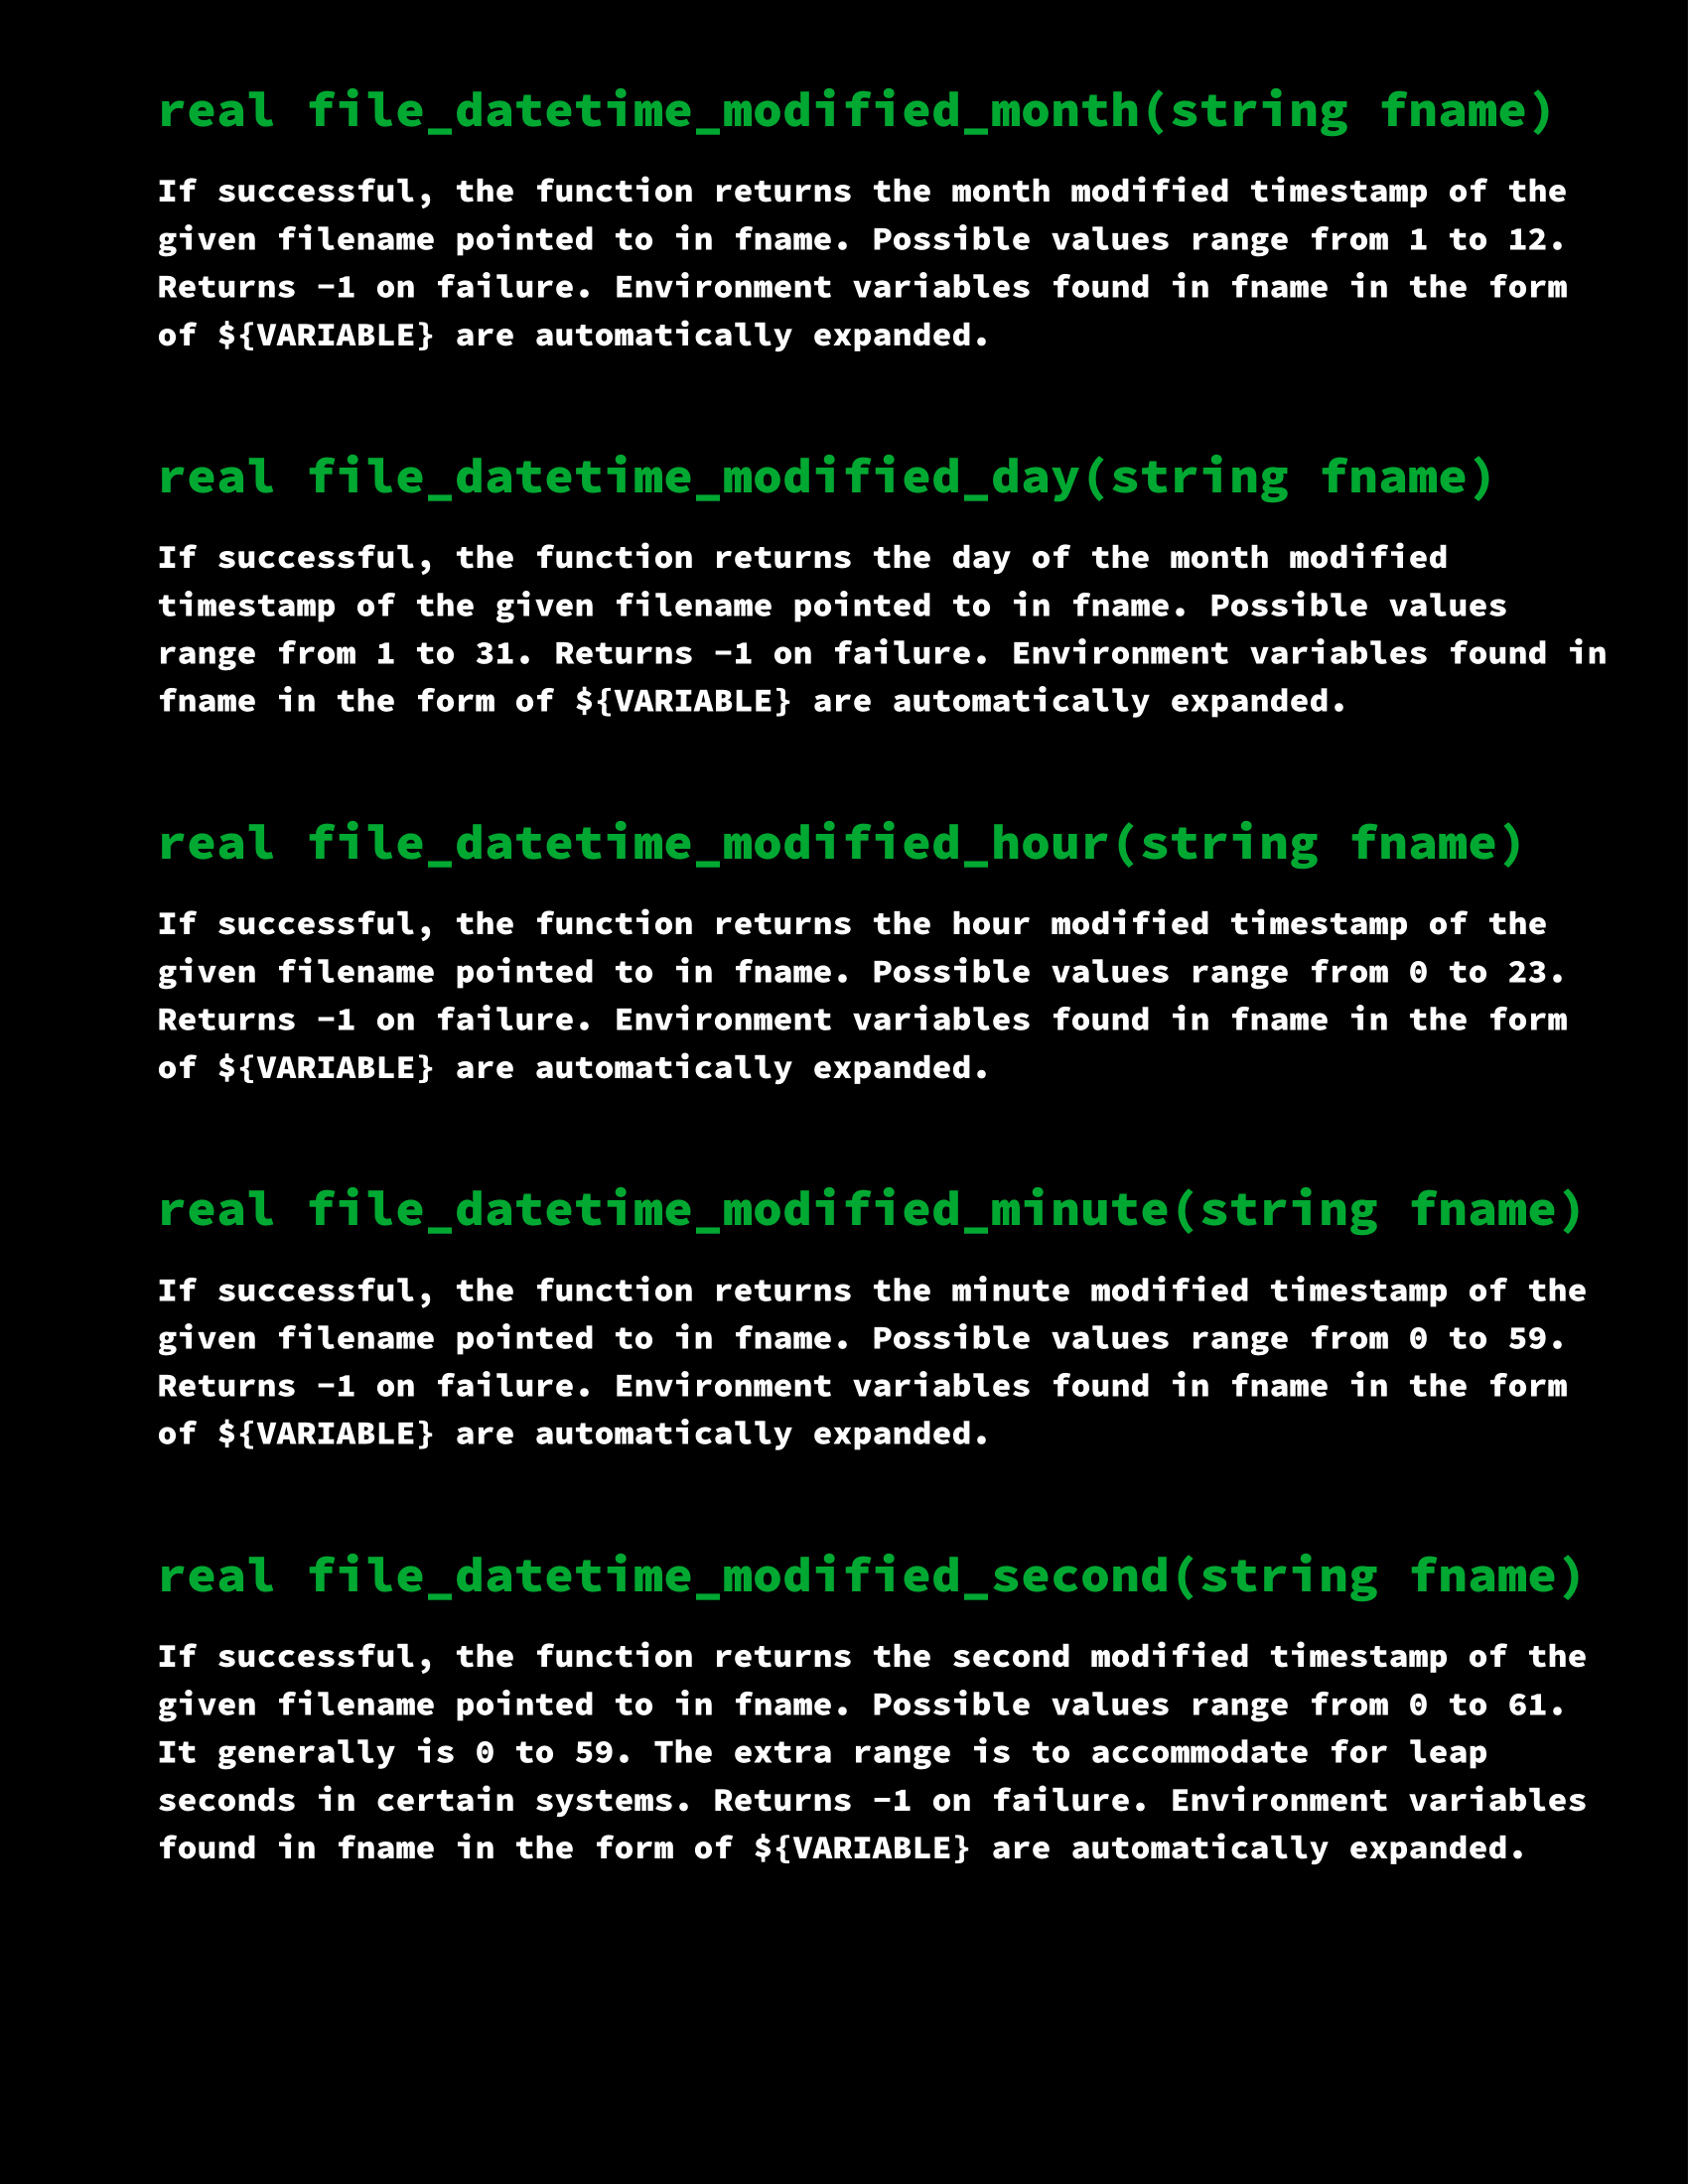 real file_datetime_modified_month(string fname)
If successful, the function returns the month modified timestamp of the
given filename pointed to in fname. Possible values range from 1 to 12.
Returns -1 on failure. Environment variables found in fname in the form
of ${VARIABLE} are automatically expanded.
real file_datetime_modified_day(string fname)
If successful, the function returns the day of the month modified
timestamp of the given filename pointed to in fname. Possible values
range from 1 to 31. Returns -1 on failure. Environment variables found in
fname in the form of ${VARIABLE} are automatically expanded.
real file_datetime_modified_hour(string fname)
If successful, the function returns the hour modified timestamp of the
given filename pointed to in fname. Possible values range from 0 to 23.
Returns -1 on failure. Environment variables found in fname in the form
of ${VARIABLE} are automatically expanded.
real file_datetime_modified_minute(string fname)
If successful, the function returns the minute modified timestamp of the
given filename pointed to in fname. Possible values range from 0 to 59.
Returns -1 on failure. Environment variables found in fname in the form
of ${VARIABLE} are automatically expanded.
real file_datetime_modified_second(string fname)
If successful, the function returns the second modified timestamp of the
given filename pointed to in fname. Possible values range from 0 to 61.
It generally is 0 to 59. The extra range is to accommodate for leap
seconds in certain systems. Returns -1 on failure. Environment variables
found in fname in the form of ${VARIABLE} are automatically expanded.